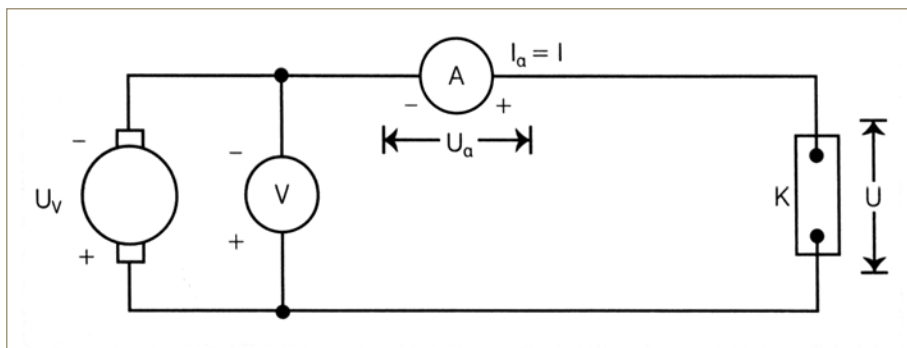 A
Iₐ = I
− +
Uₐ
−
+
Uᵥ
−
V
+
K
U